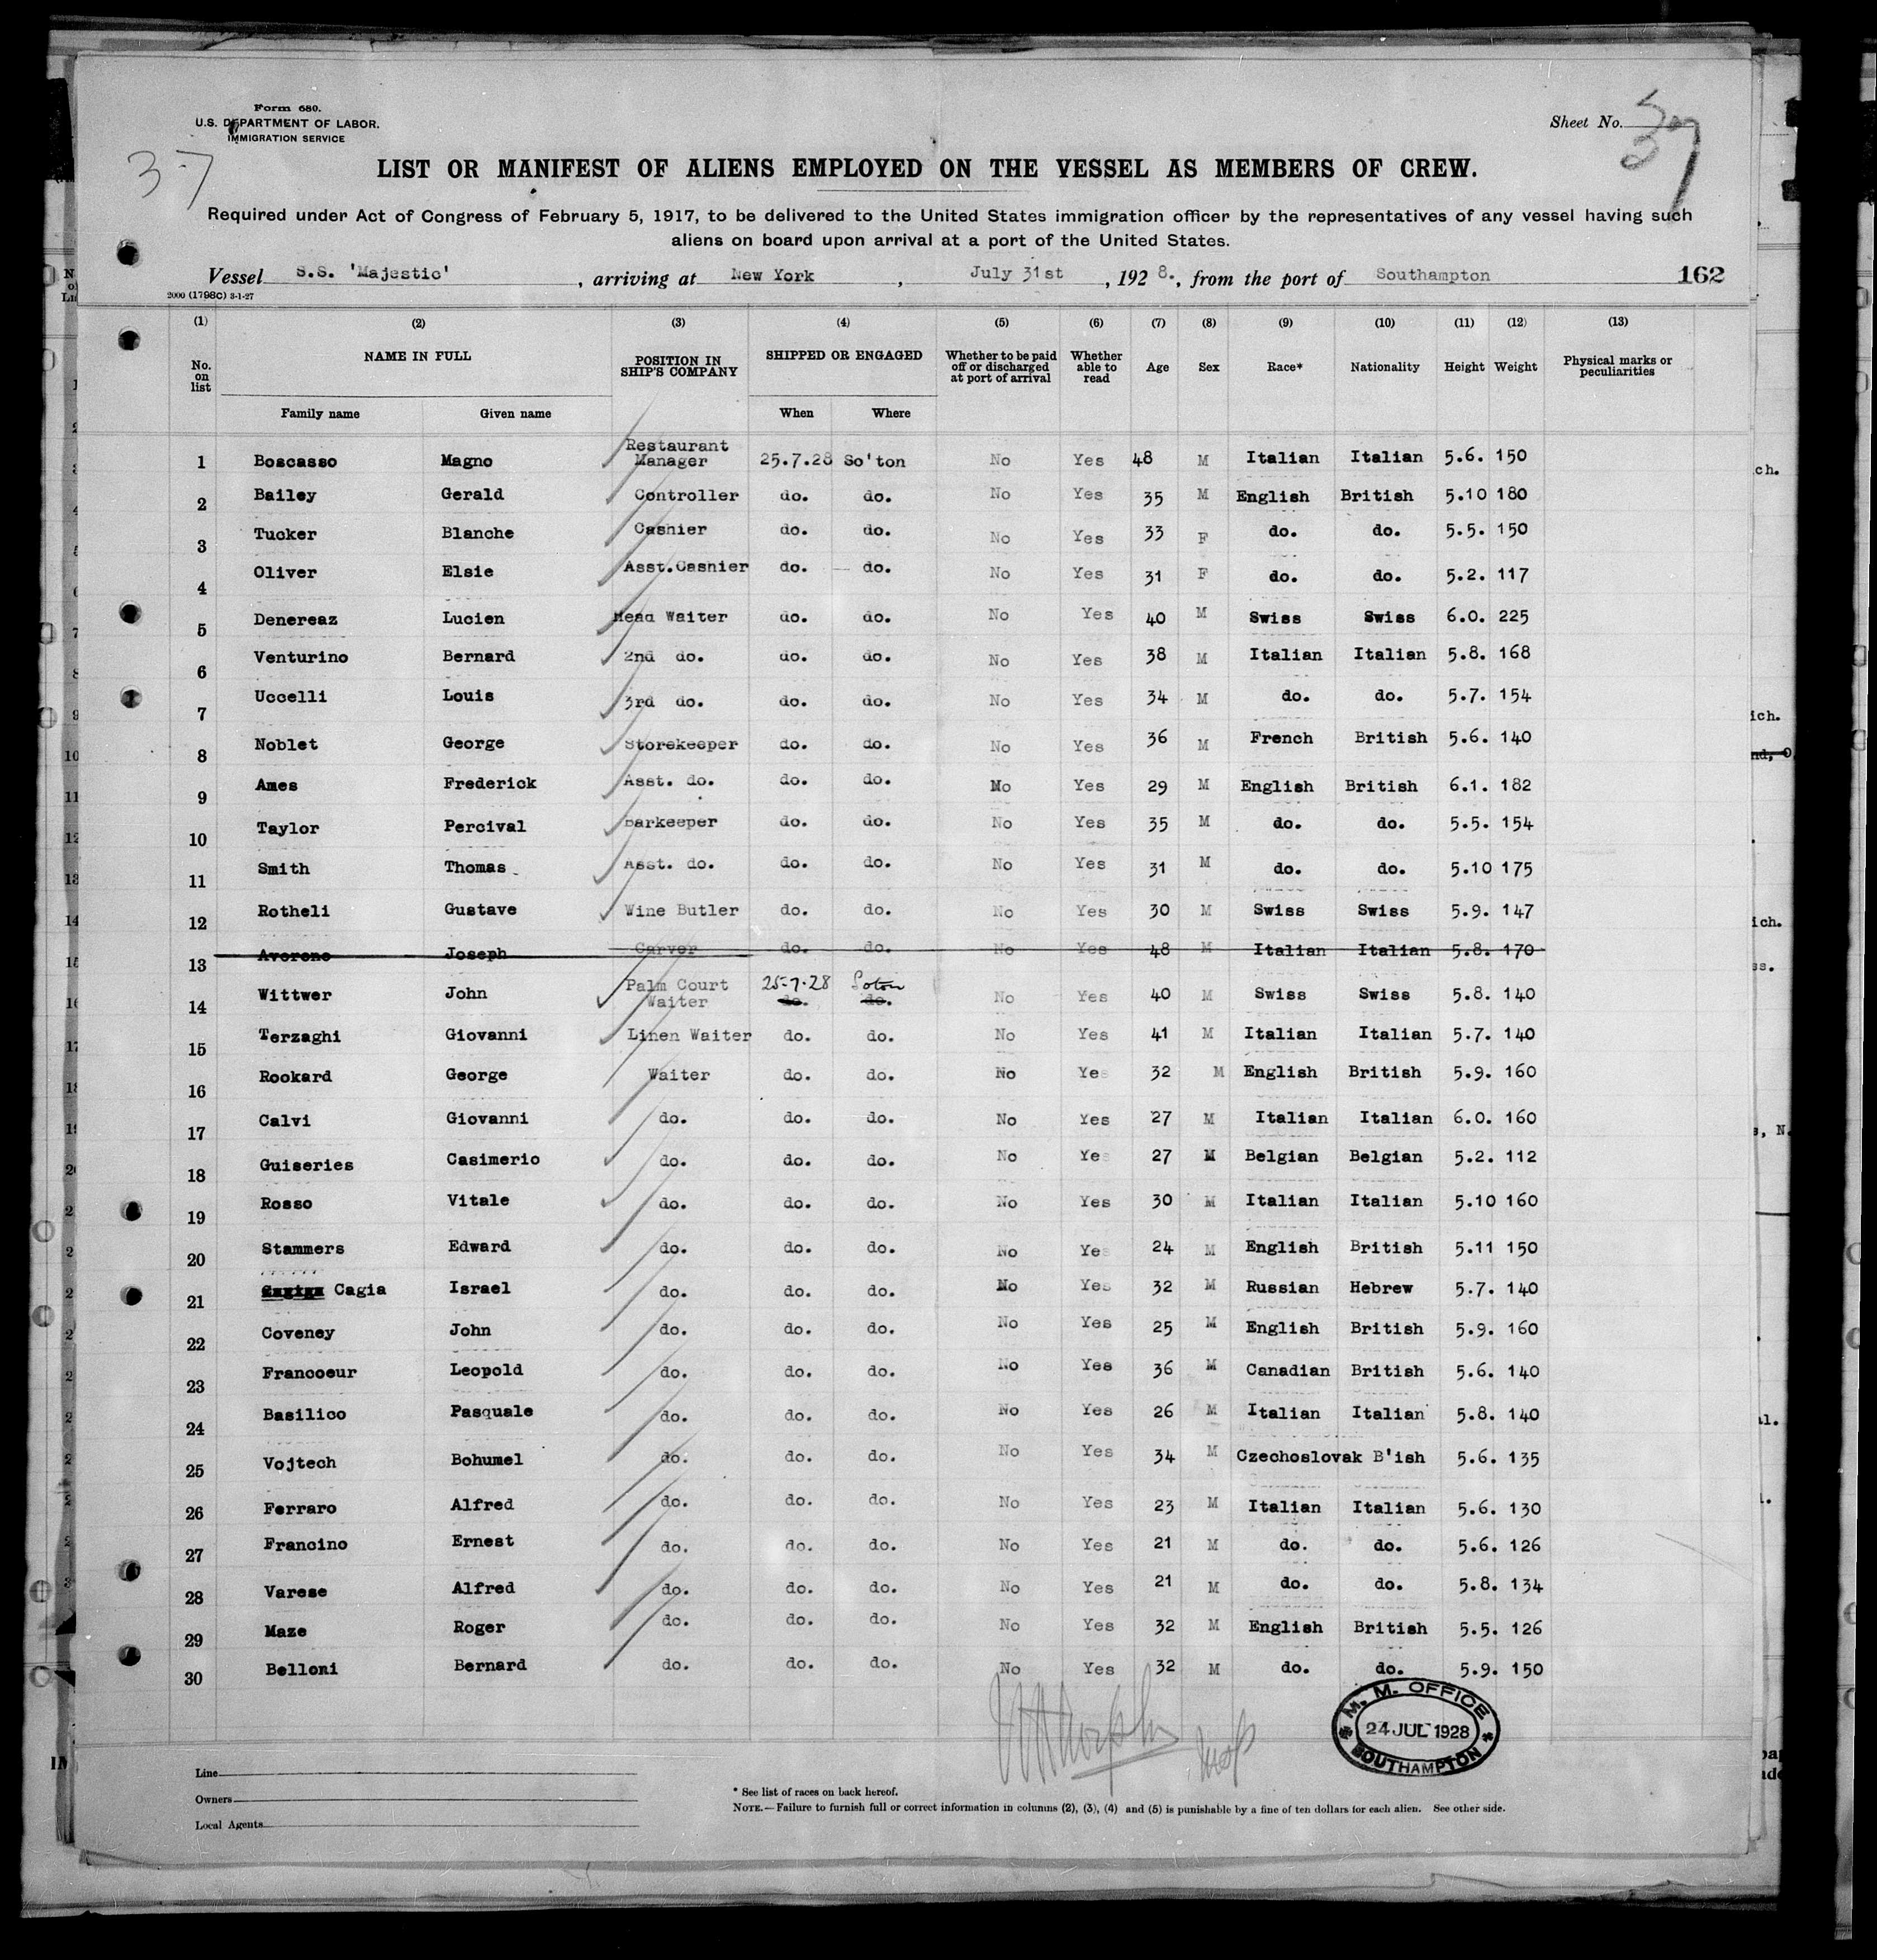 Form 680.
U.S. DEPARTMENT OF LABOR.
IMMIGRATION SERVICE
Sheet No. 37
37
LIST OR MANIFEST OF ALIENS EMPLOYED ON THE VESSEL AS MEMBERS OF CREW.
Required under Act of Congress of February 5, 1917, to be delivered to the United States immigration officer by the representatives of any vessel having such
aliens on board upon arrival at a port of the United States.
Vessel S.S. 'Majestic' , arriving at New York , July 31st , 192 8. , from the port of Southampton 162
2000 (1798C) 3-1-27
(1) (2) (3) (4) (5) (6) (7) (8) (9) (10) (11) (12) (13)
No. on list NAME IN FULL POSITION IN SHIP'S COMPANY SHIPPED OR ENGAGED Whether to be paid off or discharged at port of arrival Whether able to read Age Sex Race* Nationality Height Weight Physical marks or peculiarities
Family name Given name When Where
1 Boscasso Magno Restaurant Manager 25.7.28 So'ton No Yes 48 M Italian Italian 5.6. 150
2 Bailey Gerald Controller do. do. No Yes 35 M English British 5.10 180
3 Tucker Blanche Cashier do. do. No Yes 33 F do. do. 5.5. 150
4 Oliver Elsie Asst.Cashier do. do. No Yes 31 F do. do. 5.2. 117
5 Denereaz Lucien Head Waiter do. do. No Yes 40 M Swiss Swiss 6.0. 225
6 Venturino Bernard 2nd do. do. do. No Yes 38 M Italian Italian 5.8. 168
7 Uccelli Louis 3rd do. do. do. No Yes 34 M do. do. 5.7. 154
8 Noblet George Storekeeper do. do. No Yes 36 M French British 5.6. 140
9 Ames Frederick Asst. do. do. do. No Yes 29 M English British 6.1. 182
10 Taylor Percival Barkeeper do. do. No Yes 35 M do. do. 5.5. 154
11 Smith Thomas Asst. do. do. do. No Yes 31 M do. do. 5.10 175
12 Rotheli Gustave Wine Butler do. do. No Yes 30 M Swiss Swiss 5.9. 147
13 Avorono Joseph Carver do. do. No Yes 48 M Italian Italian 5.8. 170
14 Wittwer John Palm Court Waiter 25-7-28 Soton do. do. No Yes 40 M Swiss Swiss 5.8. 140
15 Terzaghi Giovanni Linen Waiter do. do. No Yes 41 M Italian Italian 5.7. 140
16 Rookard George Waiter do. do. No Yes 32 M English British 5.9. 160
17 Calvi Giovanni do. do. do. No Yes 27 M Italian Italian 6.0. 160
18 Guiseries Casimerio do. do. do. No Yes 27 M Belgian Belgian 5.2. 112
19 Rosso Vitale do. do. do. No Yes 30 M Italian Italian 5.10 160
20 Stammers Edward do. do. do. No Yes 24 M English British 5.11 150
21 Cagia Israel do. do. do. No Yes 32 M Russian Hebrew 5.7. 140
22 Coveney John do. do. do. No Yes 25 M English British 5.9. 160
23 Francoeur Leopold do. do. do. No Yes 36 M Canadian British 5.6. 140
24 Basilico Pasquale do. do. do. No Yes 26 M Italian Italian 5.8. 140
25 Vojtech Bohumel do. do. do. No Yes 34 M Czechoslovak B'ish 5.6. 135
26 Ferraro Alfred do. do. do. No Yes 23 M Italian Italian 5.6. 130
27 Francino Ernest do. do. do. No Yes 21 M do. do. 5.6. 126
28 Varese Alfred do. do. do. No Yes 21 M do. do. 5.8. 134
29 Maze Roger do. do. do. No Yes 32 M English British 5.5. 126
30 Belloni Bernard do. do. do. No Yes 32 M do. do. 5.9. 150
M. M. OFFICE
24 JUL 1928
SOUTHAMPTON
Line
Owners
Local Agents
* See list of races on back hereof.
NOTE.—Failure to furnish full or correct information in columns (2), (3), (4) and (5) is punishable by a fine of ten dollars for each alien. See other side.